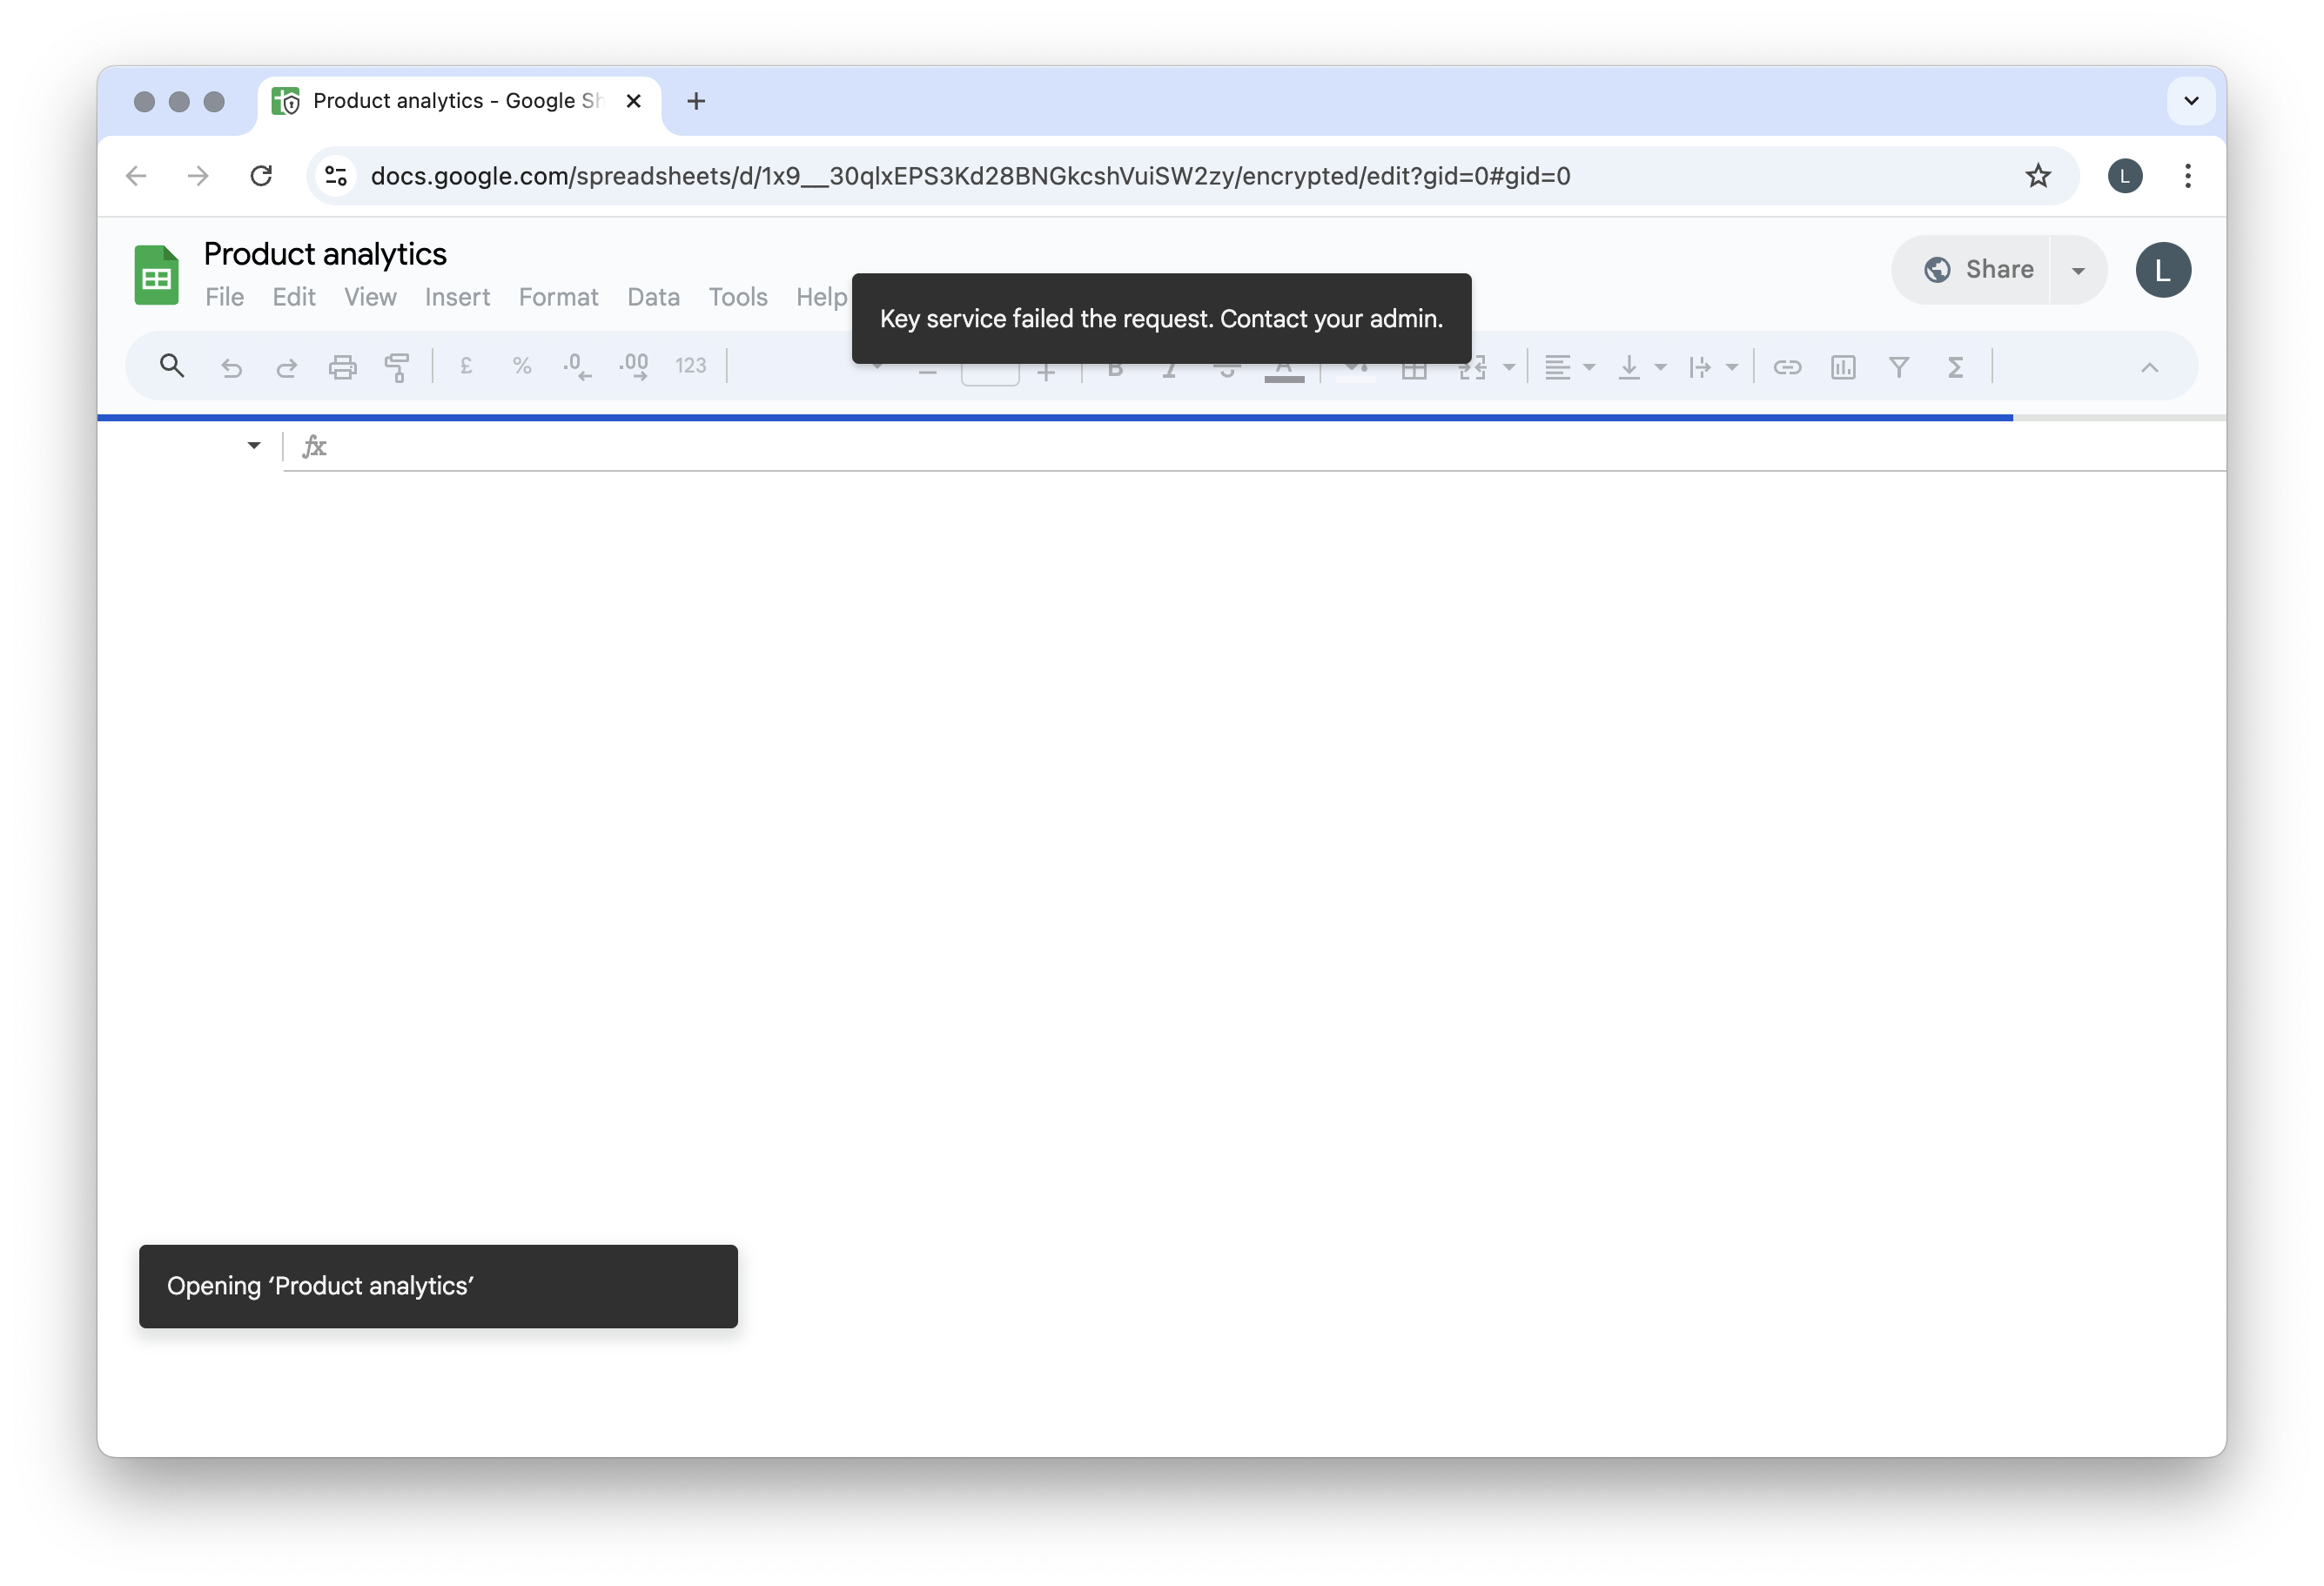 Product analytics - Google Sh
docs.google.com/spreadsheets/d/1x9__30qlxEPS3Kd28BNGkcshVuiSW2zy/encrypted/edit?gid=0#gid=0
L
Product analytics
File Edit View Insert Format Data Tools Help
Share
L
Key service failed the request. Contact your admin.
£ % .0 .00 123 B I S A Σ
fx
Opening ‘Product analytics’